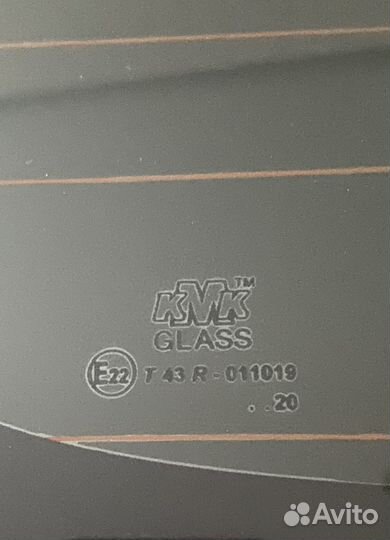 KMK™
GLASS
E22 T 43 R - 011019
. . 20
Avito